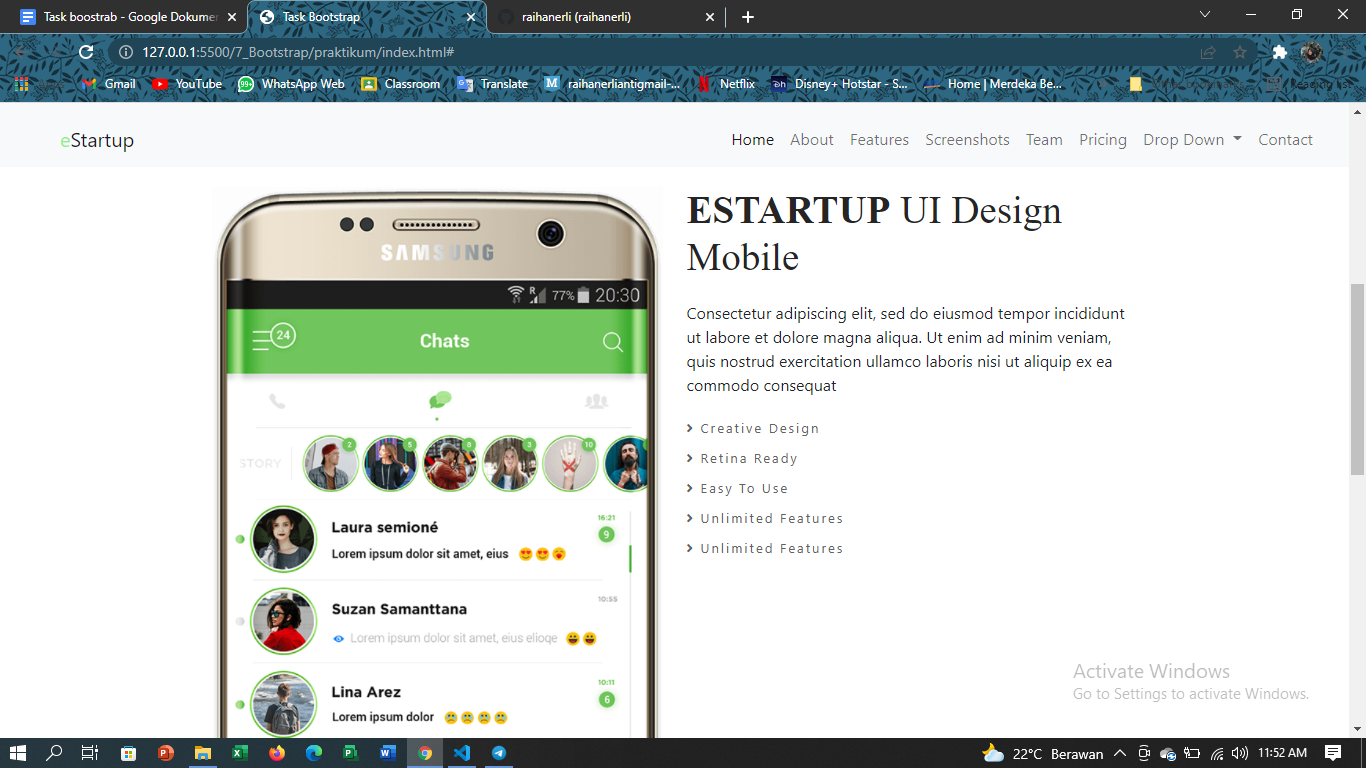 Task boostrab - Google Dokumen
Task Bootstrap
raihanerli (raihanerli)
127.0.0.1:5500/7_Bootstrap/praktikum/index.html#
Gmail
YouTube
99+
WhatsApp Web
Classroom
Translate
M
raihanerliantigmail-...
Netflix
Disney+ Hotstar - S...
Home | Merdeka Be...
eStartup
Home
About
Features
Screenshots
Team
Pricing
Drop Down
Contact
SAMSUNG
R
77%
20:30
24
Chats
STORY
2
5
8
3
10
Laura semioné
16:21
9
Lorem ipsum dolor sit amet, eius
Suzan Samanttana
10:55
Lorem ipsum dolor sit amet, eius elioqe
Lina Arez
10:11
6
Lorem ipsum dolor
ESTARTUP UI Design
Mobile
Consectetur adipiscing elit, sed do eiusmod tempor incididunt
ut labore et dolore magna aliqua. Ut enim ad minim veniam,
quis nostrud exercitation ullamco laboris nisi ut aliquip ex ea
commodo consequat
Creative Design
Retina Ready
Easy To Use
Unlimited Features
Unlimited Features
Activate Windows
Go to Settings to activate Windows.
22°C Berawan
11:52 AM